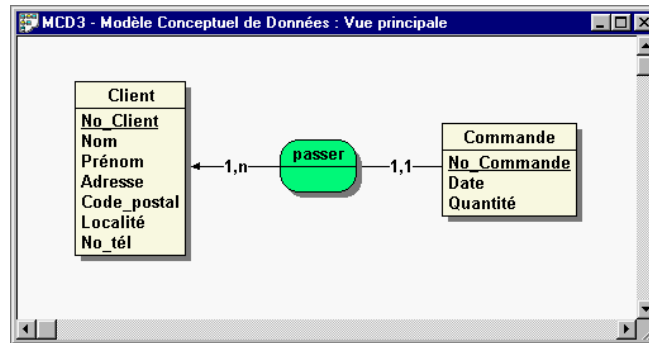 MCD3 - Modèle Conceptuel de Données : Vue principale
Client
No_Client
Nom
Prénom
Adresse
Code_postal
Localité
No_tél
1,n
passer
1,1
Commande
No_Commande
Date
Quantité